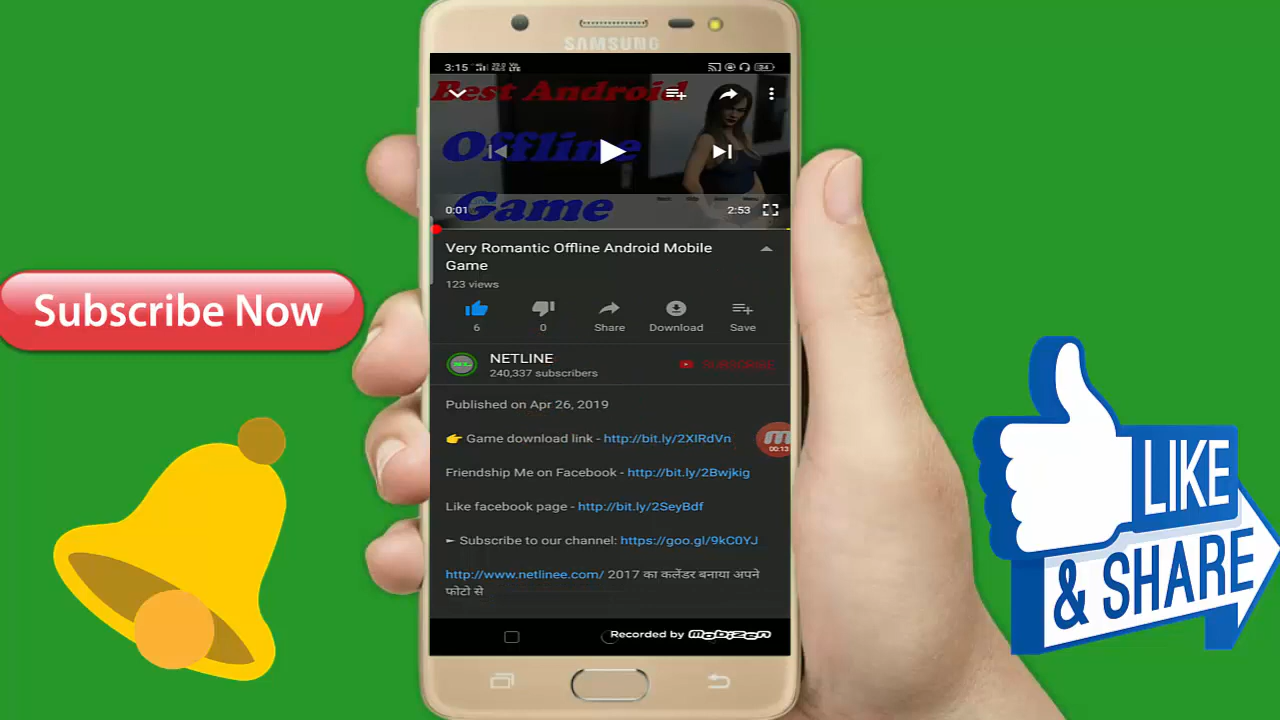 SAMSUNG
3:15
34
Best Android
Offline
Game
0:01
2:53
Very Romantic Offline Android Mobile
Game
123 views
6
0
Share
Download
Save
NETLINE
240,337 subscribers
SUBSCRIBE
Published on Apr 26, 2019
👉 Game download link - http://bit.ly/2XIRdVn
00:13
Friendship Me on Facebook - http://bit.ly/2Bwjkig
Like facebook page - http://bit.ly/2SeyBdf
► Subscribe to our channel: https://goo.gl/9kC0YJ
http://www.netlinee.com/ 2017 का कलेंडर बनाया अपने
फोटो से
Recorded by mobizen
Subscribe Now
LIKE
& SHARE